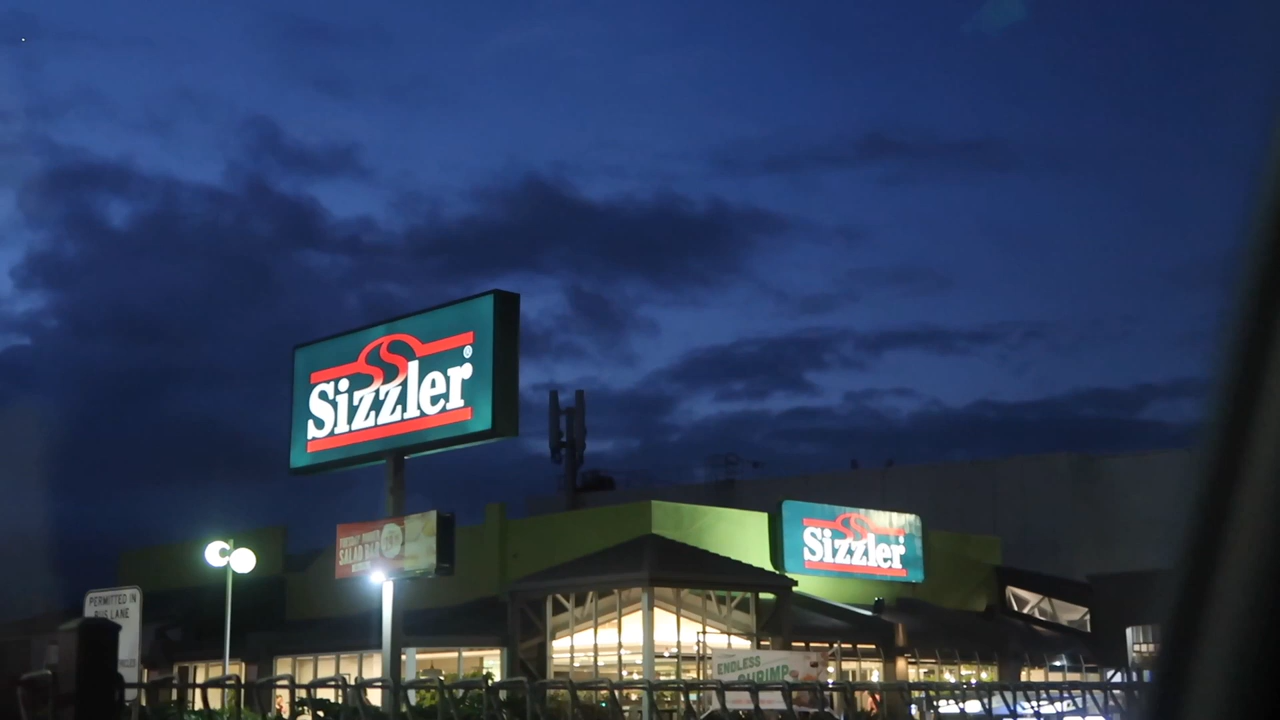 Sizzler®
SALAD BAR
Sizzler
PERMITTED IN
BUS LANE
ENDLESS
SHRIMP